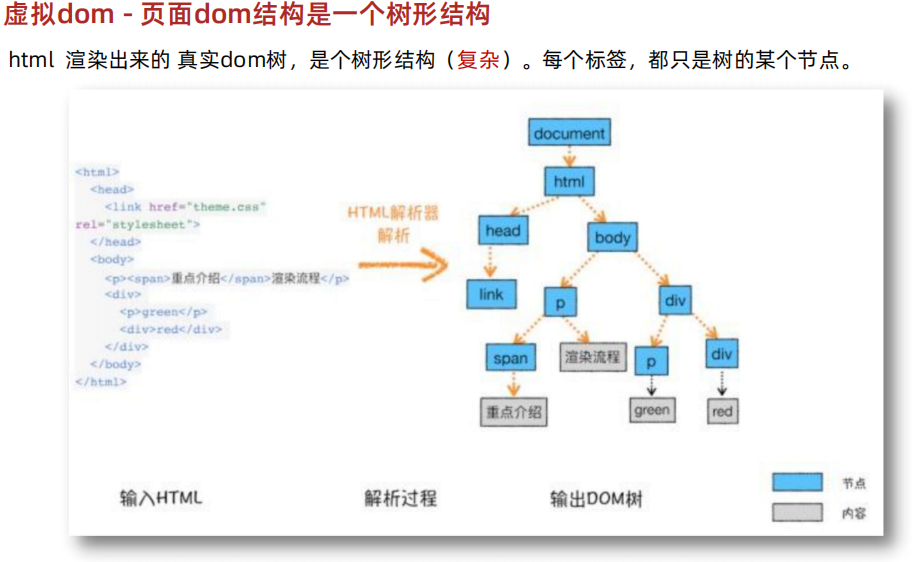 虚拟dom - 页面dom结构是一个树形结构
html 渲染出来的 真实dom树，是个树形结构（复杂）。每个标签，都只是树的某个节点。
<html>
<head>
<link href="theme.css"
rel="stylesheet">
</head>
<body>
<p><span>重点介绍</span>渲染流程</p>
<div>
<p>green</p>
<div>red</div>
</div>
</body>
</html>
HTML解析器
解析
document
html
head
body
link
p
div
span
渲染流程
p
div
重点介绍
green
red
输入HTML
解析过程
输出DOM树
节点
内容